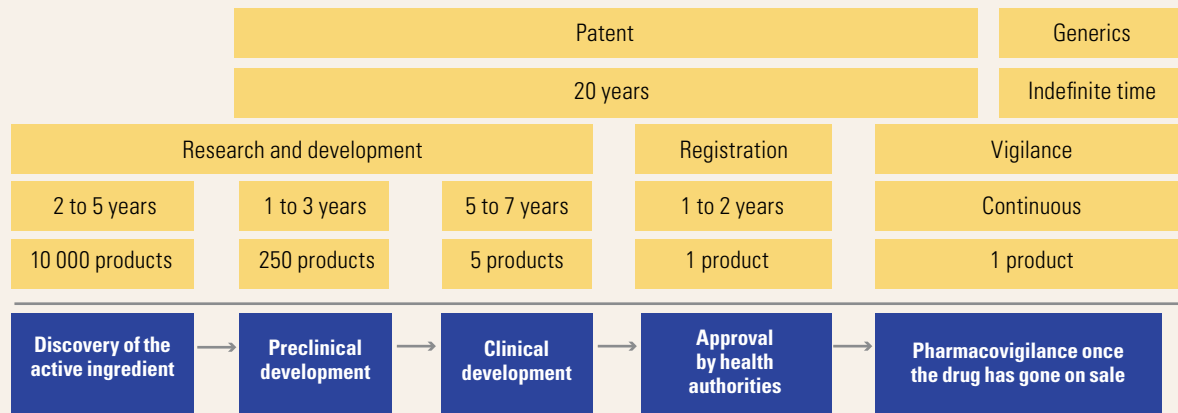 Patent
Generics
20 years
Indefinite time
Research and development
Registration
Vigilance
2 to 5 years
1 to 3 years
5 to 7 years
1 to 2 years
Continuous
10 000 products
250 products
5 products
1 product
1 product
Discovery of the
active ingredient
Preclinical
development
Clinical
development
Approval
by health
authorities
Pharmacovigilance once
the drug has gone on sale